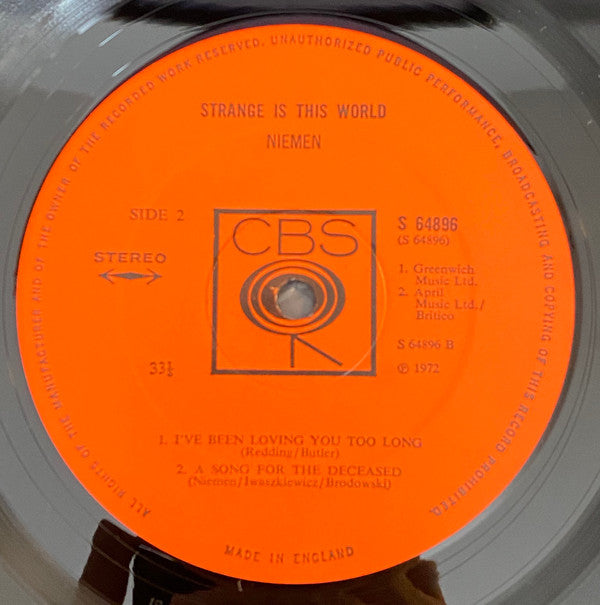 ALL RIGHTS OF THE MANUFACTURER AND OF THE OWNER OF THE RECORDED WORK RESERVED. UNAUTHORIZED PUBLIC PERFORMANCE, BROADCASTING AND COPYING OF THIS RECORD PROHIBITED.
STRANGE IS THIS WORLD
NIEMEN
SIDE 2
STEREO
33⅓
CBS
S 64896
(S 64896)
1. Greenwich
Music Ltd.
2. April
Music Ltd./
Britico
S 64896 B
℗ 1972
1. I'VE BEEN LOVING YOU TOO LONG
(Redding/Butler)
2. A SONG FOR THE DECEASED
(Niemen/Iwaszkiewicz/Brodowski)
MADE IN ENGLAND